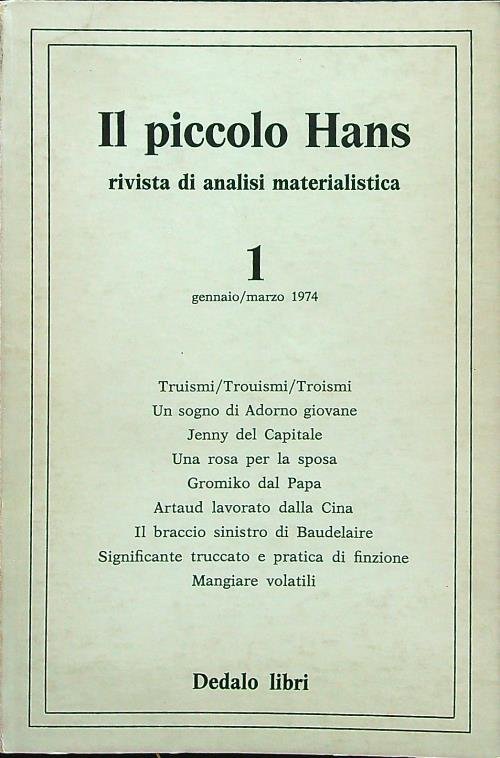 Il piccolo Hans
rivista di analisi materialistica
1
gennaio/marzo 1974
Truismi/Trouismi/Troismi
Un sogno di Adorno giovane
Jenny del Capitale
Una rosa per la sposa
Gromiko dal Papa
Artaud lavorato dalla Cina
Il braccio sinistro di Baudelaire
Significante truccato e pratica di finzione
Mangiare volatili
Dedalo libri